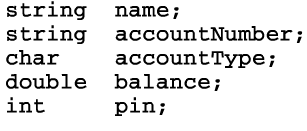 string name;
string accountNumber;
char accountType;
double balance;
int pin;